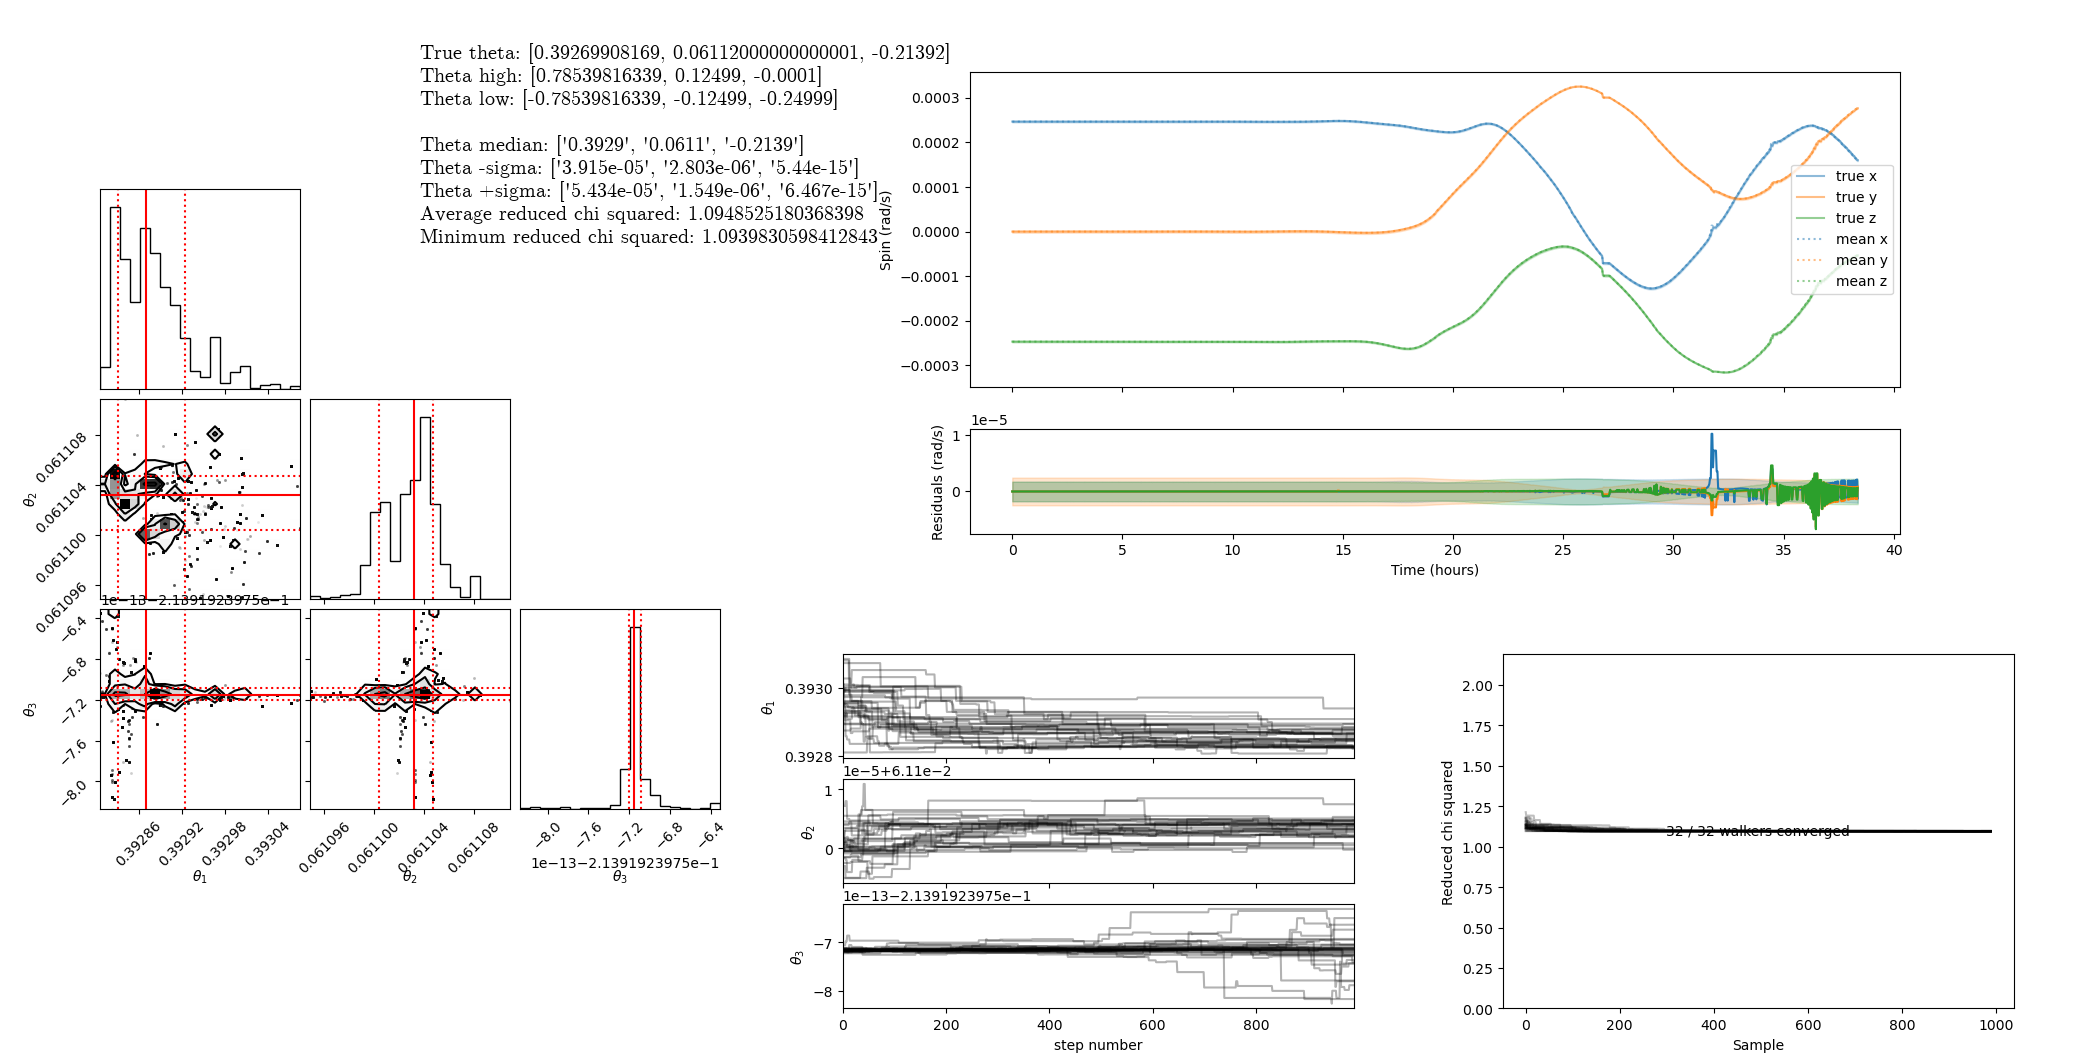 True theta: [0.39269908169, 0.06112000000000001, -0.21392]
Theta high: [0.78539816339, 0.12499, -0.0001]
Theta low: [-0.78539816339, -0.12499, -0.24999]
Theta median: ['0.3929', '0.0611', '-0.2139']
Theta -sigma: ['3.915e-05', '2.803e-06', '5.44e-15']
Theta +sigma: ['5.434e-05', '1.549e-06', '6.467e-15']
Average reduced chi squared: 1.0948525180368398
Minimum reduced chi squared: 1.0939830598412843
0.0003
0.0002
0.0001
0.0000
−0.0001
−0.0002
−0.0003
Spin (rad/s)
true x
true y
true z
mean x
mean y
mean z
1e−5
1
0
Residuals (rad/s)
0 5 10 15 20 25 30 35 40
Time (hours)
0.061108
0.061104
0.061100
0.061096
θ2
1e−13−2.1391923975e−1
−6.4
−6.8
−7.2
−7.6
−8.0
θ3
0.39286 0.39292 0.39298 0.39304
θ1
0.061096 0.061100 0.061104 0.061108
θ2
−8.0 −7.6 −7.2 −6.8 −6.4
1e−13−2.1391923975e−1
θ3
0.3930
0.3928
θ1
1e−5+6.11e−2
1
0
θ2
1e−13−2.1391923975e−1
−7
−8
θ3
0 200 400 600 800
step number
2.00
1.75
1.50
1.25
1.00
0.75
0.50
0.25
0.00
Reduced chi squared
32 / 32 walkers converged
0 200 400 600 800 1000
Sample